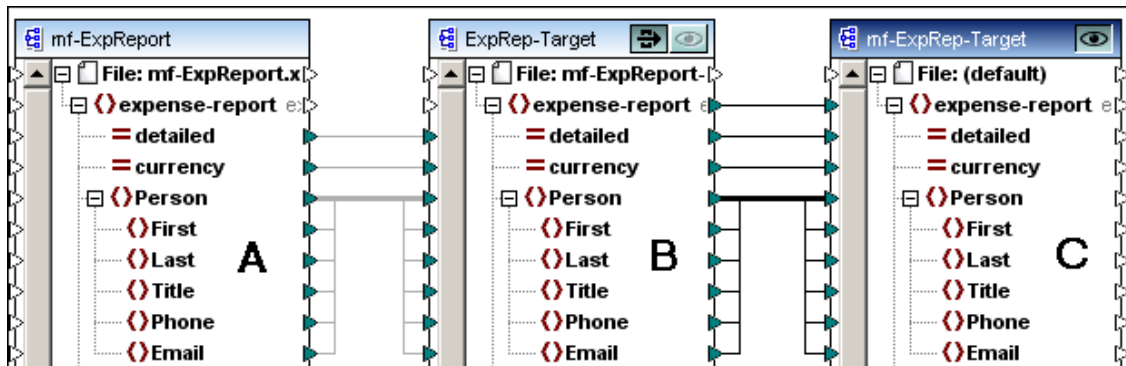 mf-ExpReport
File: mf-ExpReport.x
expense-report ex
detailed
currency
Person
First
Last
Title
Phone
Email
A
ExpRep-Target
File: mf-ExpReport-
expense-report e
detailed
currency
Person
First
Last
Title
Phone
Email
B
mf-ExpRep-Target
File: (default)
expense-report e
detailed
currency
Person
First
Last
Title
Phone
Email
C